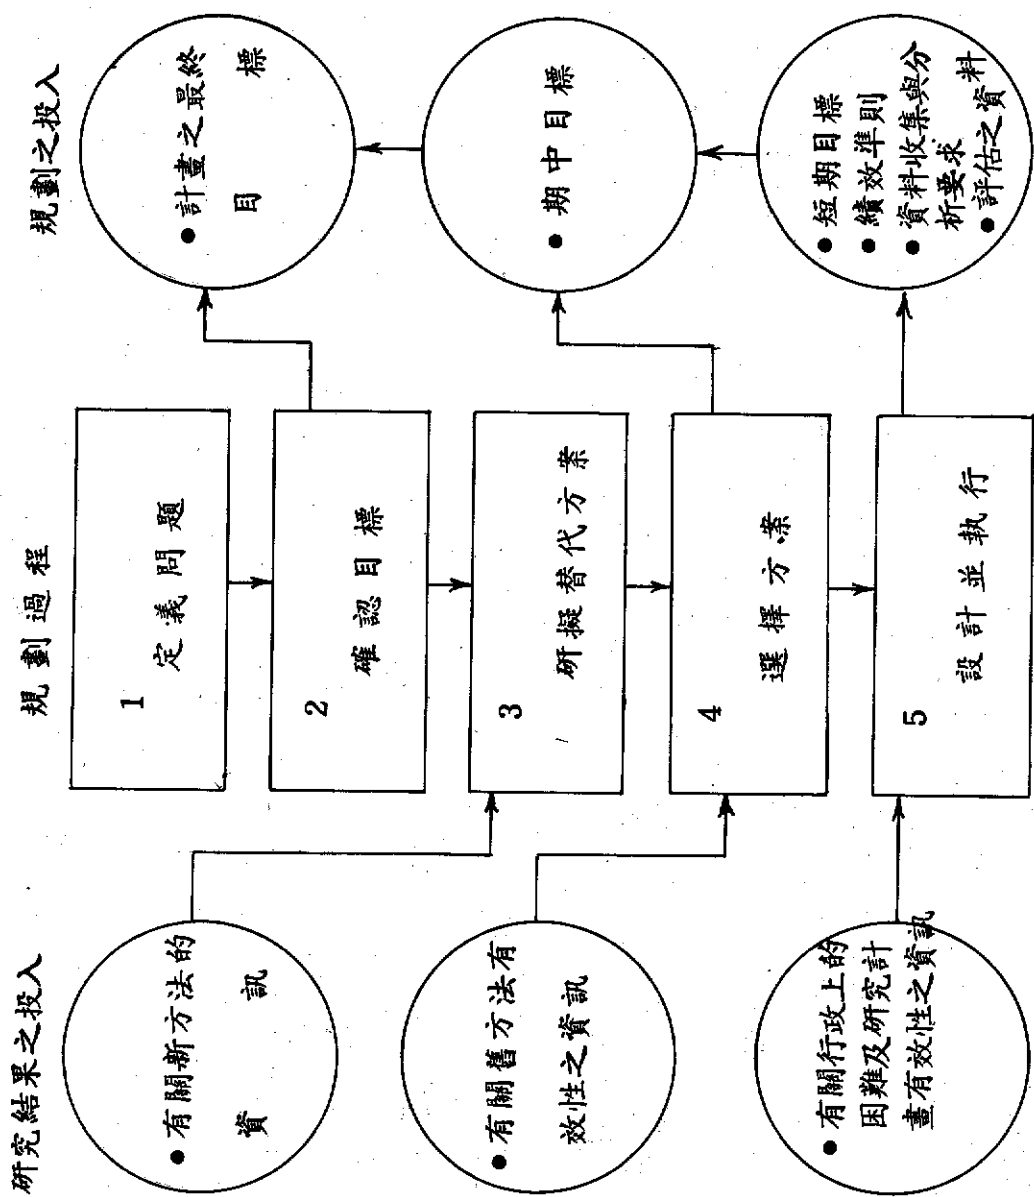 研究結果之投入
規劃過程
規劃之投入
● 有關新方法的
資訊
1
定義問題
● 計畫之最終
目標
2
確認目標
● 有關舊方法有
效性之資訊
3
研擬替代方案
● 期中目標
4
選擇方案
● 有關行政上的
困難及研究計
畫有效性之資訊
5
設計並執行
● 短期目標
● 績效準則
● 資料收集與分
析要求
● 評估之資料